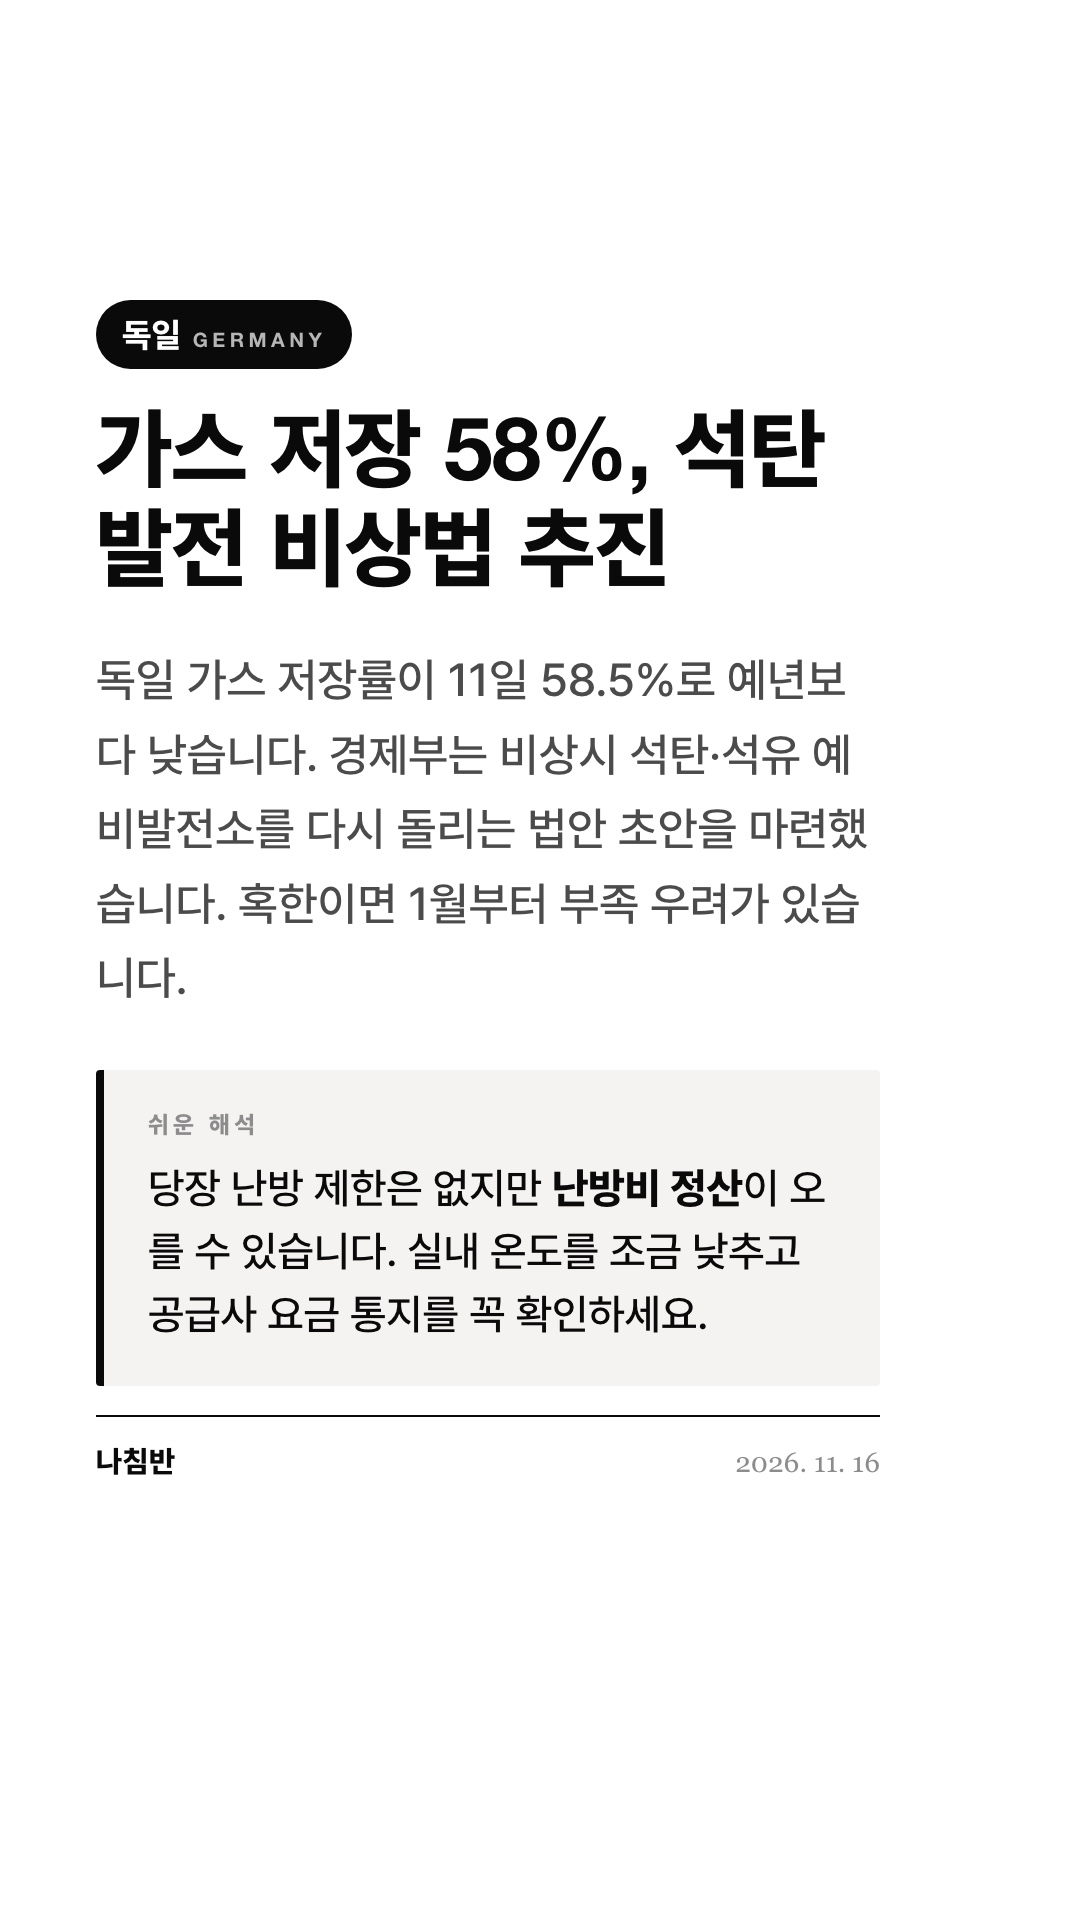 독일 GERMANY
가스 저장 58%, 석탄
발전 비상법 추진
독일 가스 저장률이 11일 58.5%로 예년보
다 낮습니다. 경제부는 비상시 석탄·석유 예
비발전소를 다시 돌리는 법안 초안을 마련했
습니다. 혹한이면 1월부터 부족 우려가 있습
니다.
쉬운 해석
당장 난방 제한은 없지만 난방비 정산이 오
를 수 있습니다. 실내 온도를 조금 낮추고
공급사 요금 통지를 꼭 확인하세요.
나침반
2026. 11. 16